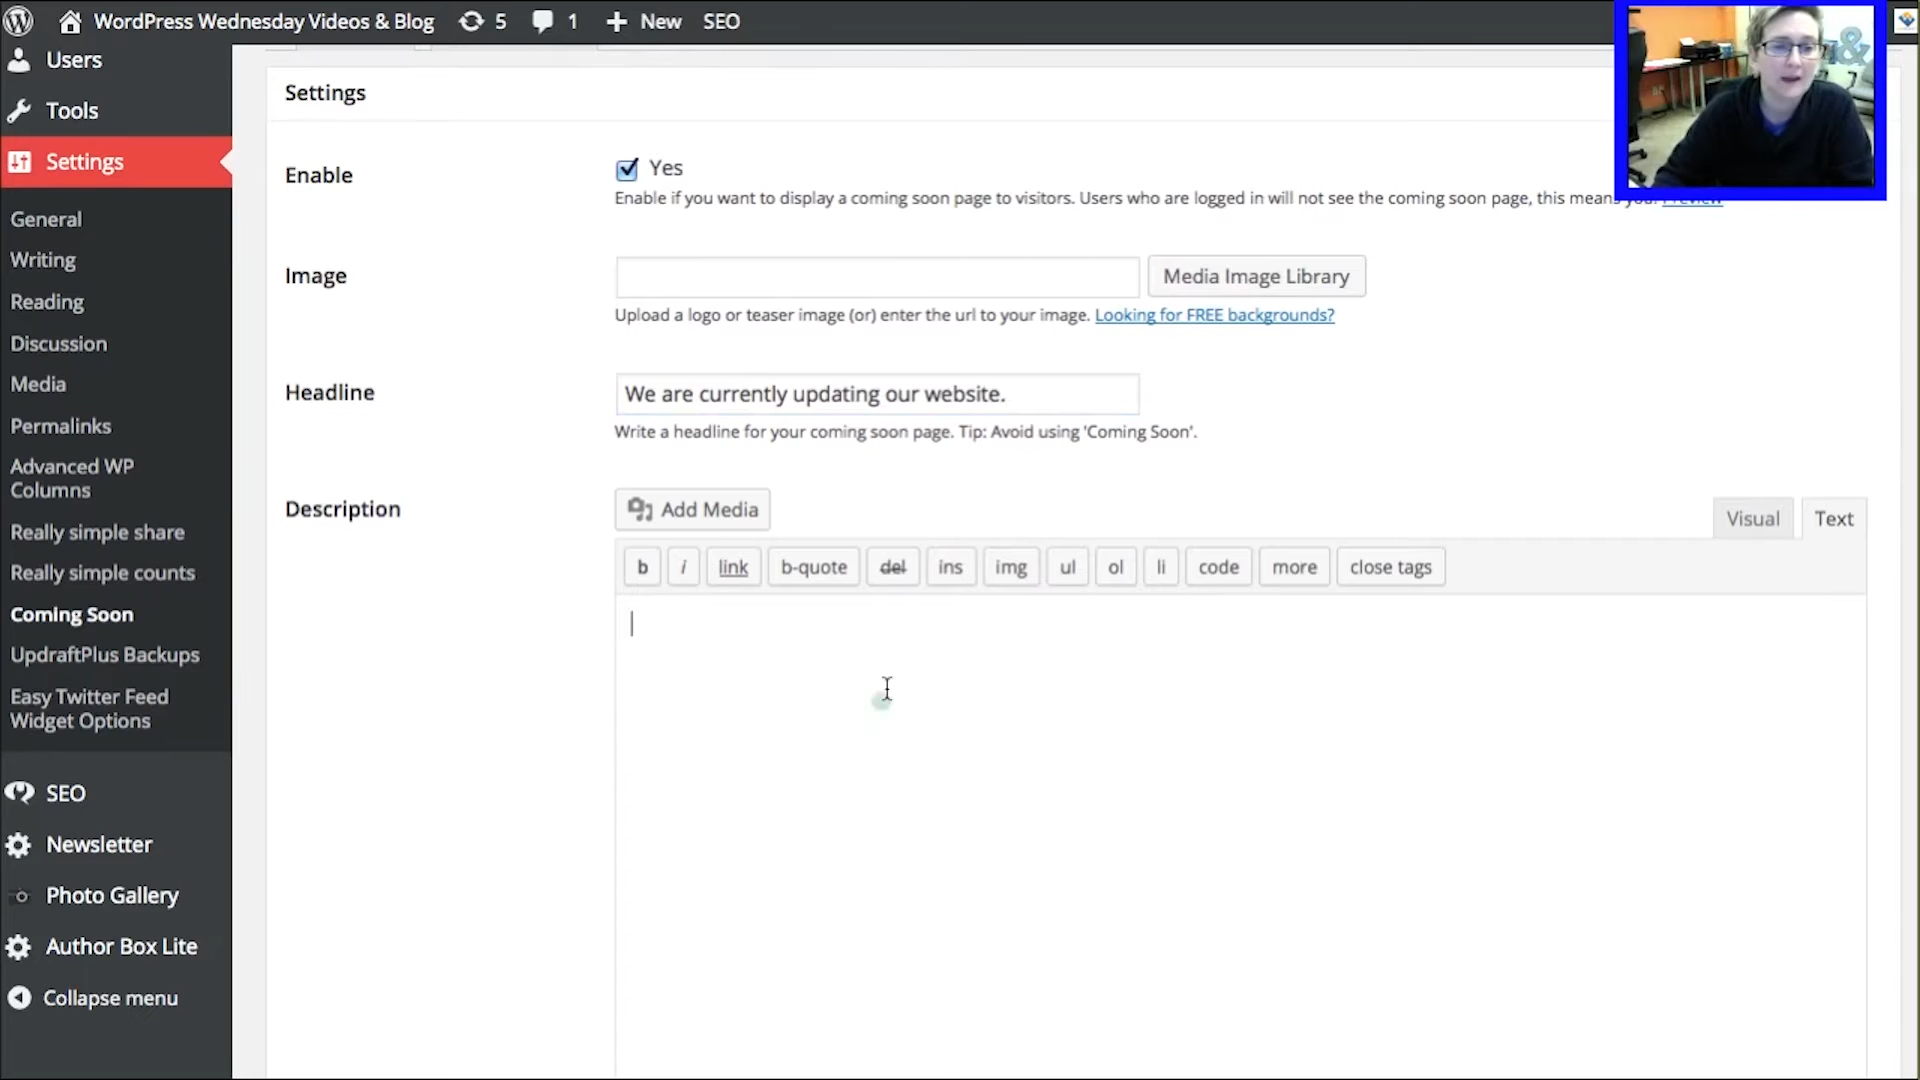 WordPress Wednesday Videos & Blog 5 1 New SEO
Users
Tools
Settings
General
Writing
Reading
Discussion
Media
Permalinks
Advanced WP
Columns
Really simple share
Really simple counts
Coming Soon
UpdraftPlus Backups
Easy Twitter Feed
Widget Options
SEO
Newsletter
Photo Gallery
Author Box Lite
Collapse menu
Settings
Enable
Yes
Enable if you want to display a coming soon page to visitors. Users who are logged in will not see the coming soon page, this means you! Preview
Image
Media Image Library
Upload a logo or teaser image (or) enter the url to your image. Looking for FREE backgrounds?
Headline
We are currently updating our website.
Write a headline for your coming soon page. Tip: Avoid using 'Coming Soon'.
Description
Add Media
Visual Text
b i link b-quote del ins img ul ol li code more close tags
&